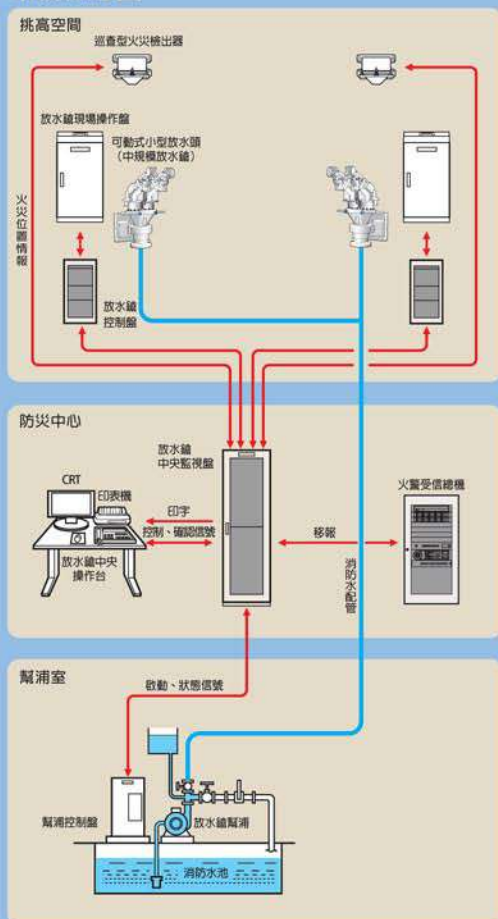 挑高空間
巡查型火災檢出器
放水鎗現場操作盤
可動式小型放水頭
（中規模放水鎗）
火災位置情報
放水鎗
控制盤
防災中心
放水鎗
中央監視盤
CRT
印表機
印字
控制、確認信號
放水鎗中央
操作台
移報
火警受信總機
消防水配管
幫浦室
啟動、狀態信號
幫浦控制盤
放水鎗幫浦
消防水池